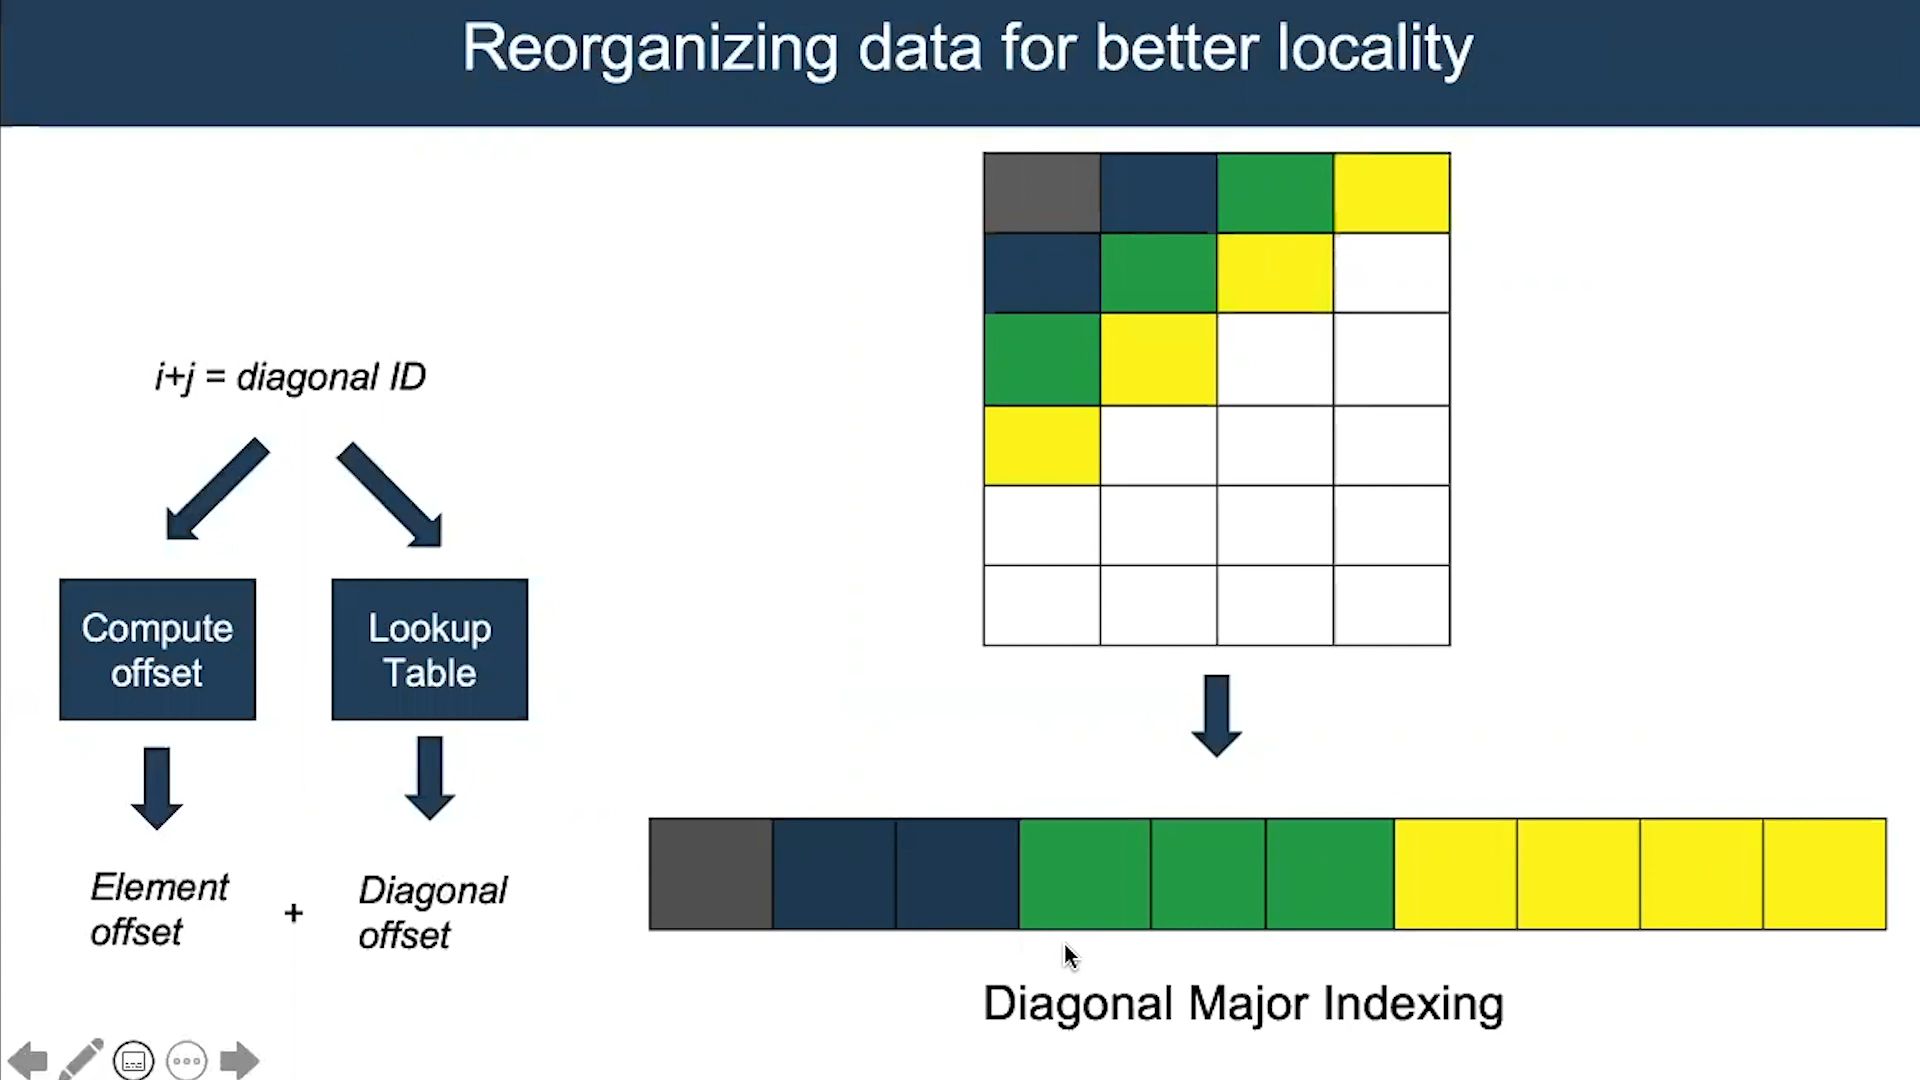 Reorganizing data for better locality
i+j = diagonal ID
Compute
offset
Lookup
Table
Element
offset
+
Diagonal
offset
Diagonal Major Indexing